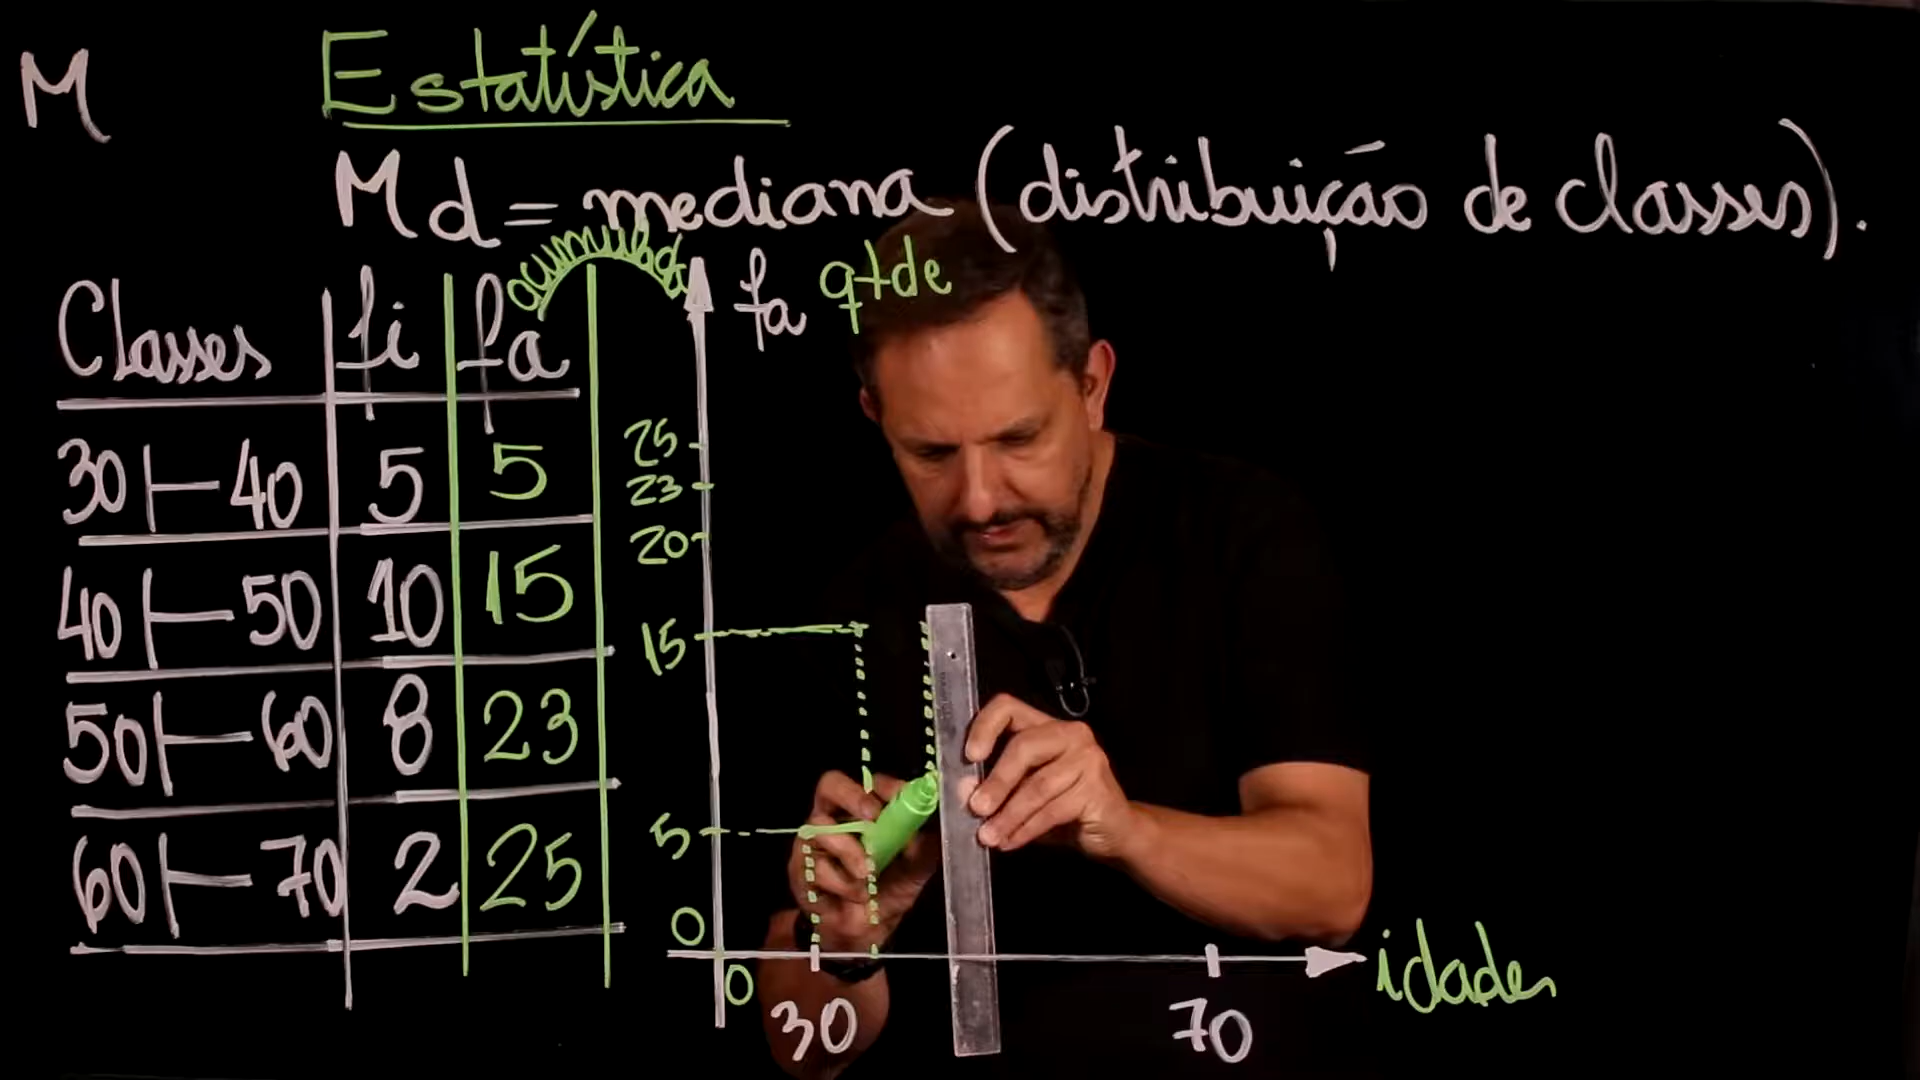 M
Estatística
Md = mediana (distribuição de classes).
acumulada
fa qtde
Classes fi fa
30 ⊢ 40 5 5
40 ⊢ 50 10 15
50 ⊢ 60 8 23
60 ⊢ 70 2 25
25
23
20
15
5
0
0
30
70
idades